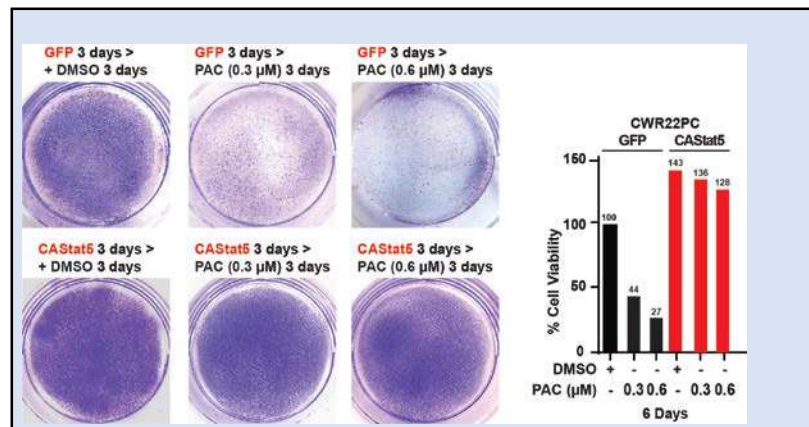 GFP 3 days >
+ DMSO 3 days
GFP 3 days >
PAC (0.3 µM) 3 days
GFP 3 days >
PAC (0.6 µM) 3 days
CAStat5 3 days >
+ DMSO 3 days
CAStat5 3 days >
PAC (0.3 µM) 3 days
CAStat5 3 days >
PAC (0.6 µM) 3 days
CWR22PC
GFP CAStat5
% Cell Viability
150
100
50
0
100
44
27
143
136
128
DMSO + - - + - -
PAC (µM) - 0.3 0.6 - 0.3 0.6
6 Days